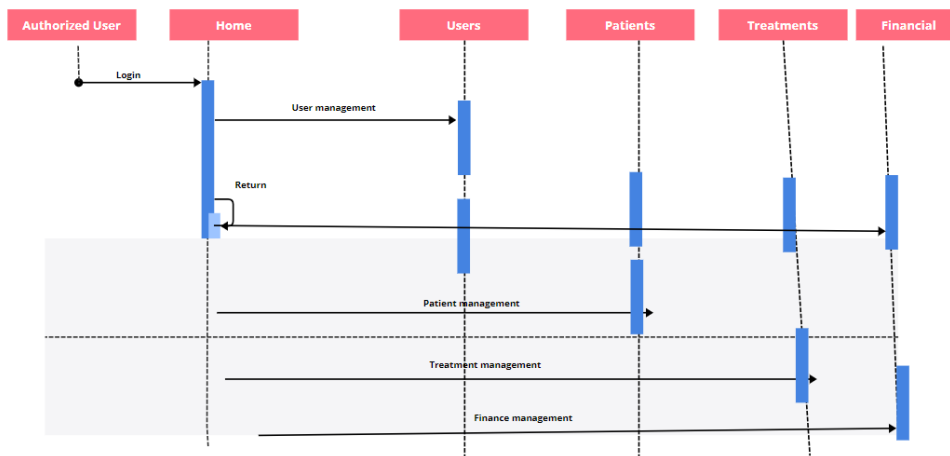 Authorized User
Home
Users
Patients
Treatments
Financial
Login
User management
Return
Patient management
Treatment management
Finance management